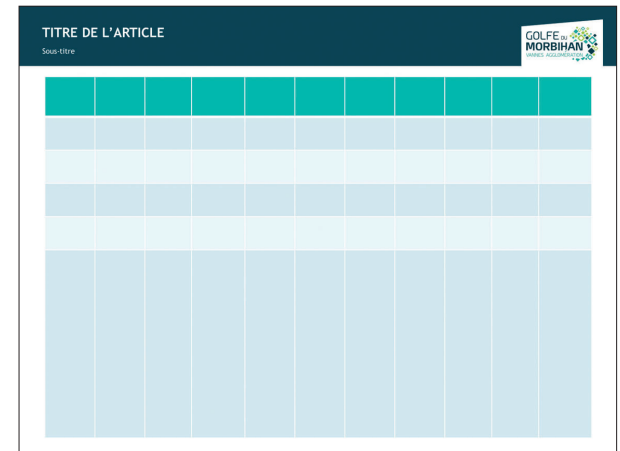 TITRE DE L'ARTICLE
Sous-titre
GOLFE DU
MORBIHAN
VANNES AGGLOMÉRATION